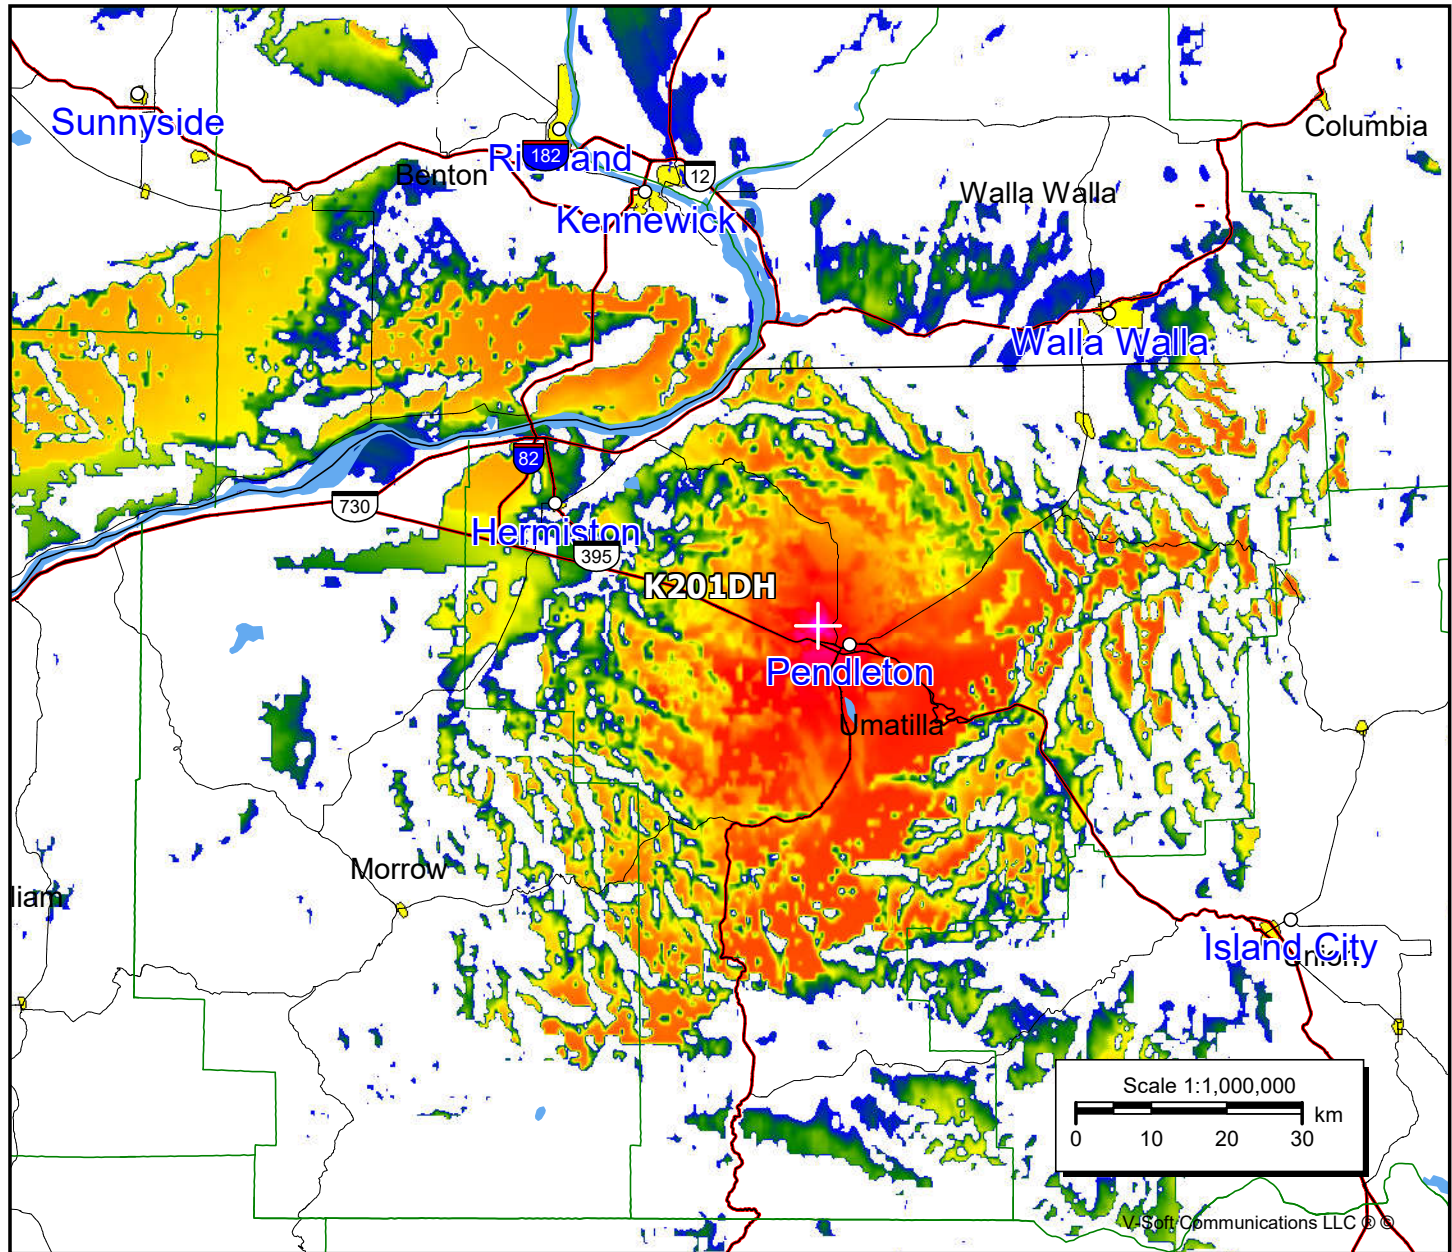 Sunnyside
Columbia
Richland
182
Benton
12
Walla Walla
Kennewick
Walla Walla
82
730
Hermiston
395
K201DH
Pendleton
Umatilla
Morrow
liam
Island City
Union
Scale 1:1,000,000
km
0 10 20 30
V-Soft Communications LLC ® ©